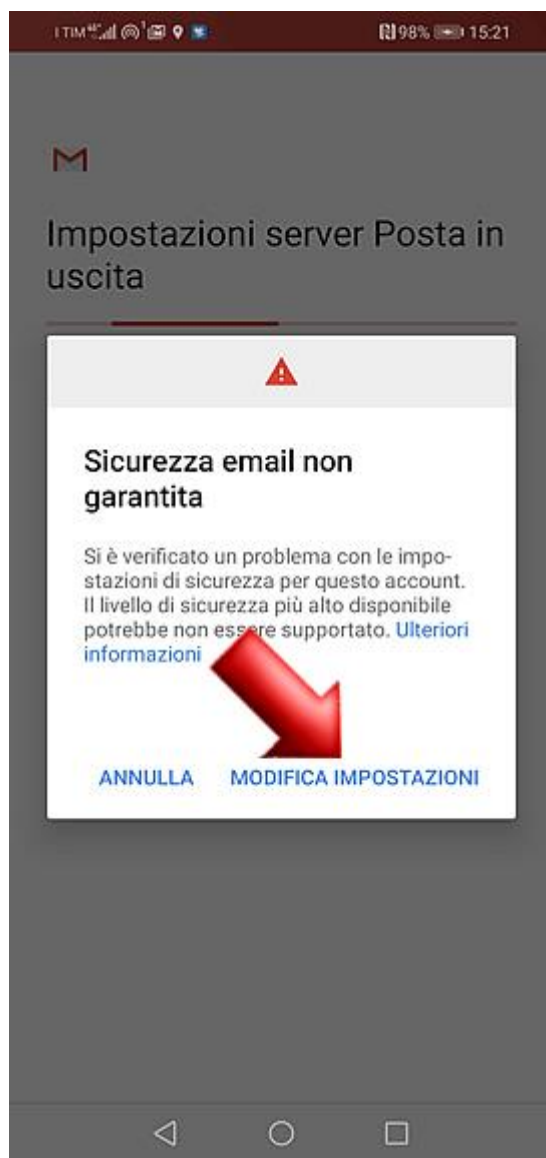 I TIM 98% 15:21
Impostazioni server Posta in
uscita
Sicurezza email non
garantita
Si è verificato un problema con le impo-
stazioni di sicurezza per questo account.
Il livello di sicurezza più alto disponibile
potrebbe non essere supportato. Ulteriori
informazioni
ANNULLA MODIFICA IMPOSTAZIONI